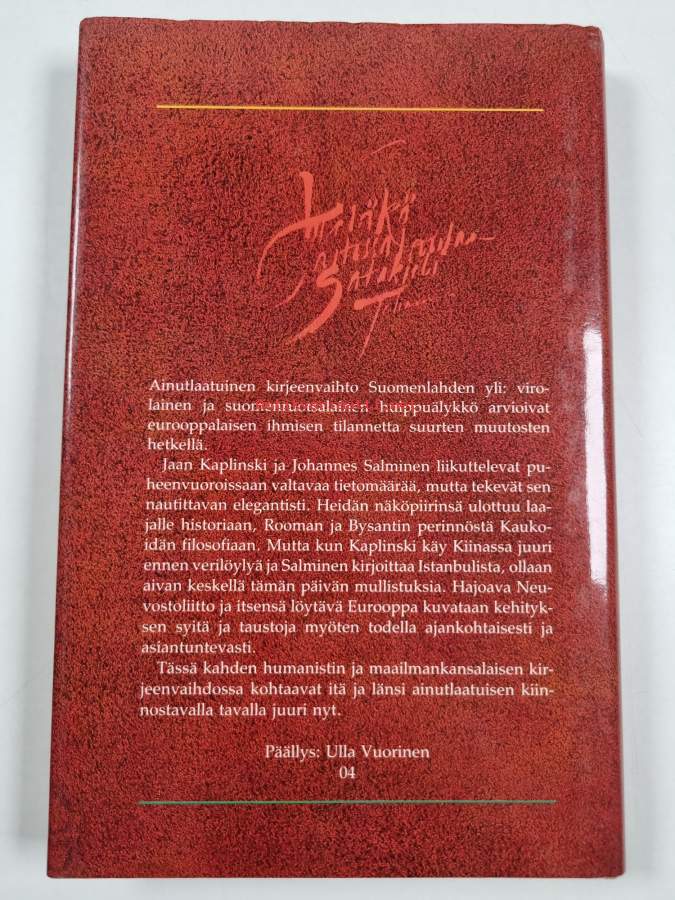 Satakieli
Ainutlaatuinen kirjeenvaihto Suomenlahden yli: viro-
lainen ja suomenruotsalainen huippuälykkö arvioivat
eurooppalaisen ihmisen tilannetta suurten muutosten
hetkellä.
Jaan Kaplinski ja Johannes Salminen liikuttelevat pu-
heenvuoroissaan valtavaa tietomäärää, mutta tekevät sen
nautittavan elegantisti. Heidän näköpiirinsä ulottuu laa-
jalle historiaan, Rooman ja Bysantin perinnöstä Kauko-
idän filosofiaan. Mutta kun Kaplinski käy Kiinassa juuri
ennen verilöylyä ja Salminen kirjoittaa Istanbulista, ollaan
aivan keskellä tämän päivän mullistuksia. Hajoava Neu-
vostoliitto ja itsensä löytävä Eurooppa kuvataan kehityk-
sen syitä ja taustoja myöten todella ajankohtaisesti ja
asiantuntevasti.
Tässä kahden humanistin ja maailmankansalaisen kir-
jeenvaihdossa kohtaavat itä ja länsi ainutlaatuisen kiin-
nostavalla tavalla juuri nyt.
Päällys: Ulla Vuorinen
04